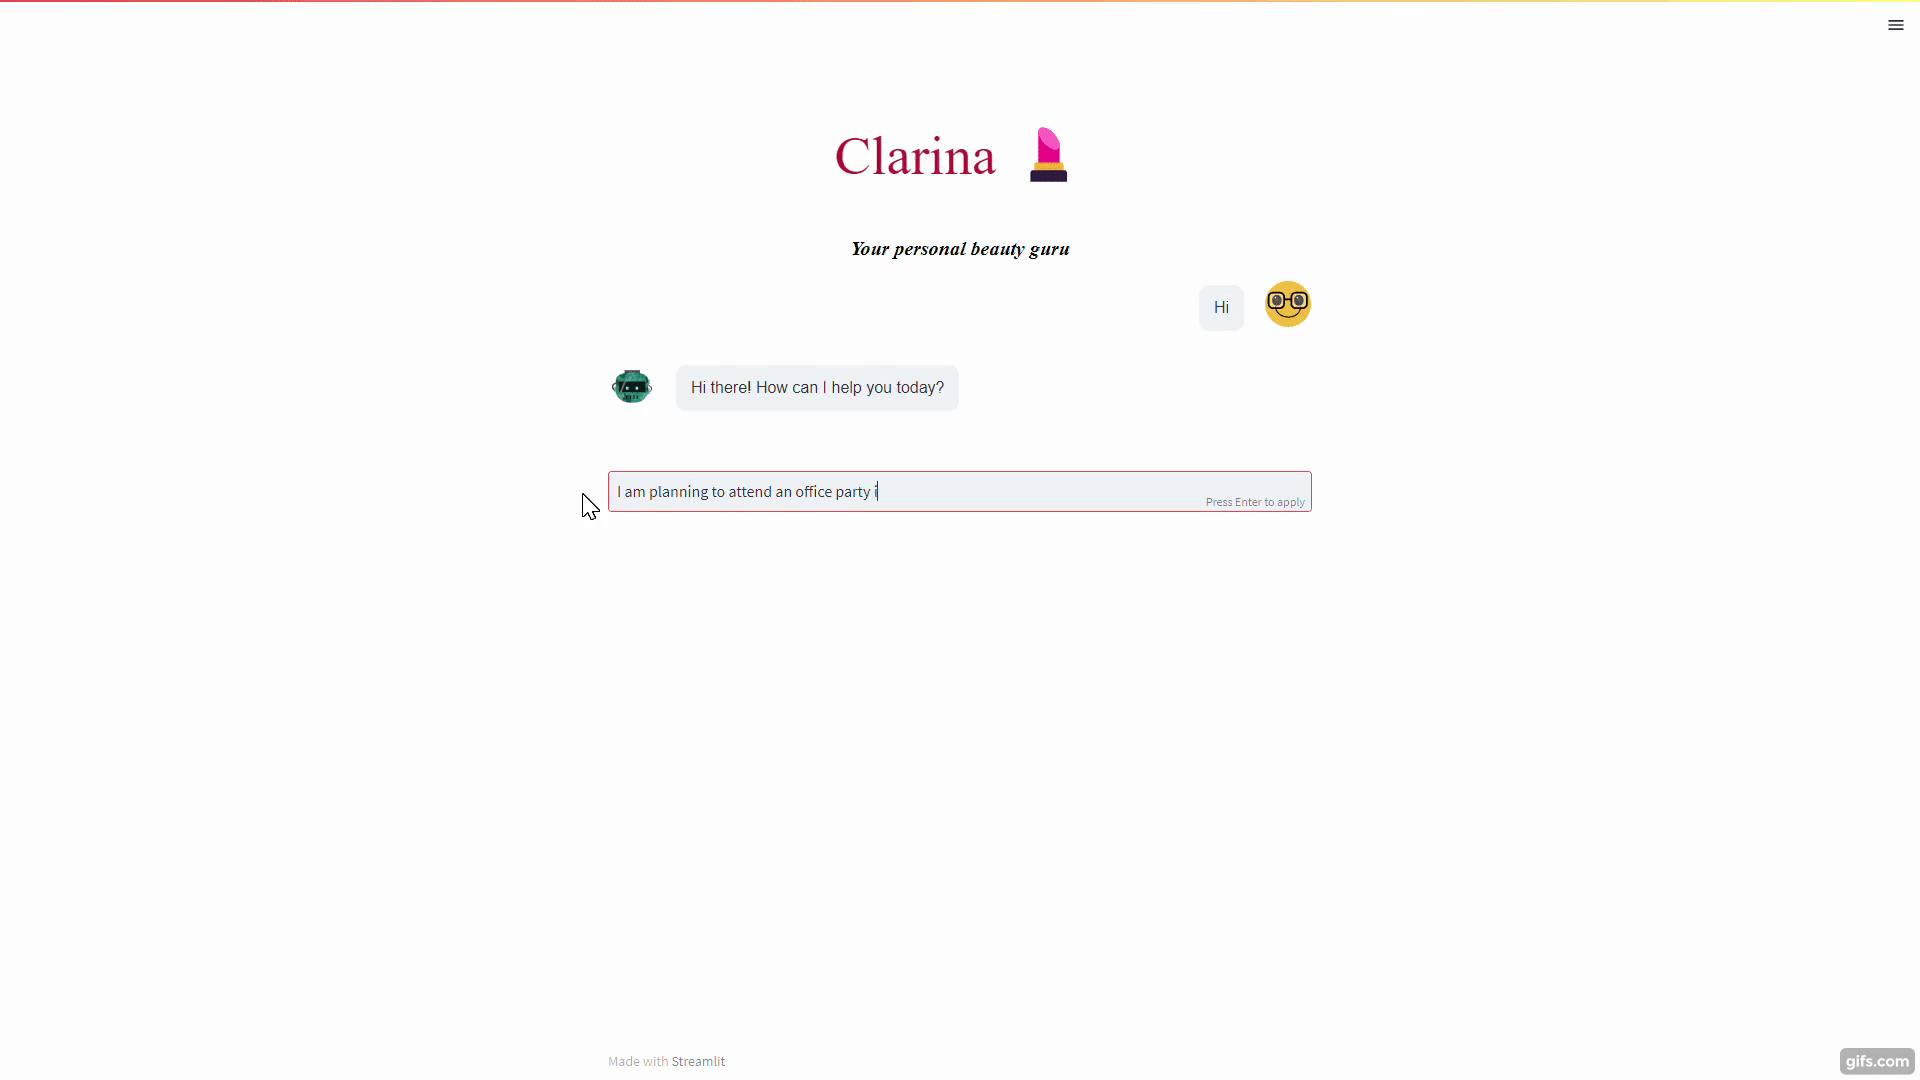 Clarina
Your personal beauty guru
Hi
Hi there! How can I help you today?
I am planning to attend an office party i
Press Enter to apply
Made with Streamlit
gifs.com